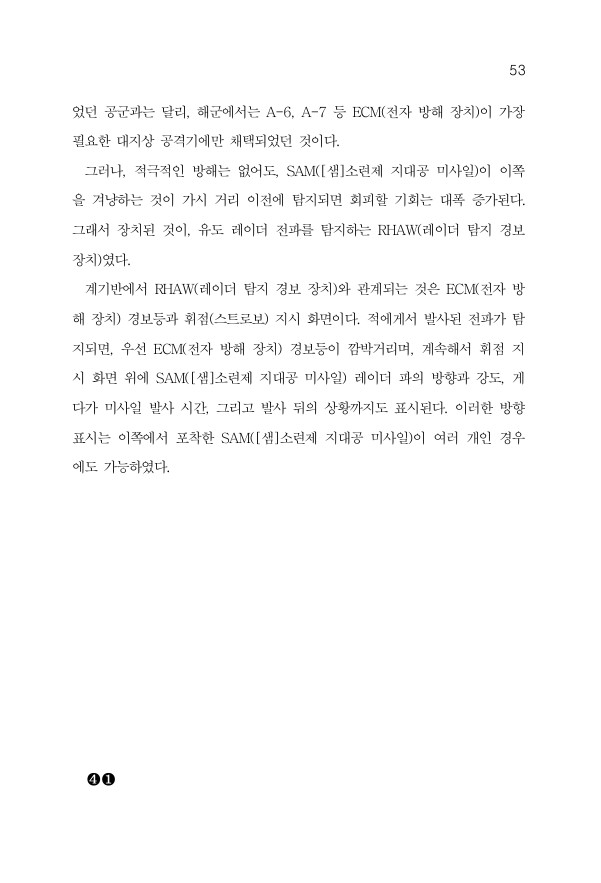 53
었던 공군과는 달리, 해군에서는 A-6, A-7 등 ECM(전자 방해 장치)이 가장
필요한 대지상 공격기에만 채택되었던 것이다.
그러나, 적극적인 방해는 없어도, SAM([샘]소련제 지대공 미사일)이 이쪽
을 겨냥하는 것이 가시 거리 이전에 탐지되면 회피할 기회는 대폭 증가된다.
그래서 장치된 것이, 유도 레이더 전파를 탐지하는 RHAW(레이더 탐지 경보
장치)였다.
계기반에서 RHAW(레이더 탐지 경보 장치)와 관계되는 것은 ECM(전자 방
해 장치) 경보등과 휘점(스트로보) 지시 화면이다. 적에게서 발사된 전파가 탐
지되면, 우선 ECM(전자 방해 장치) 경보등이 깜박거리며, 계속해서 휘점 지
시 화면 위에 SAM([샘]소련제 지대공 미사일) 레이더 파의 방향과 강도, 게
다가 미사일 발사 시간, 그리고 발사 뒤의 상황까지도 표시된다. 이러한 방향
표시는 이쪽에서 포착한 SAM([샘]소련제 지대공 미사일)이 여러 개인 경우
에도 가능하였다.
❹❶